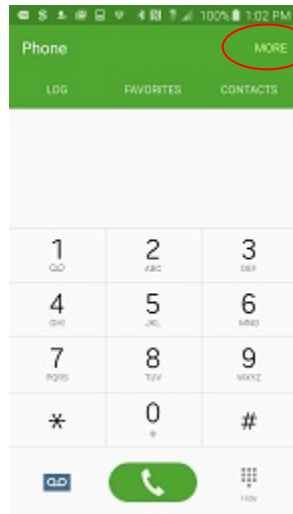 100% 1:02 PM
Phone MORE
LOG FAVORITES CONTACTS
1 2 3
ABC DEF
4 5 6
GHI JKL MNO
7 8 9
PQRS TUV WXYZ
* 0 #
+
Hide